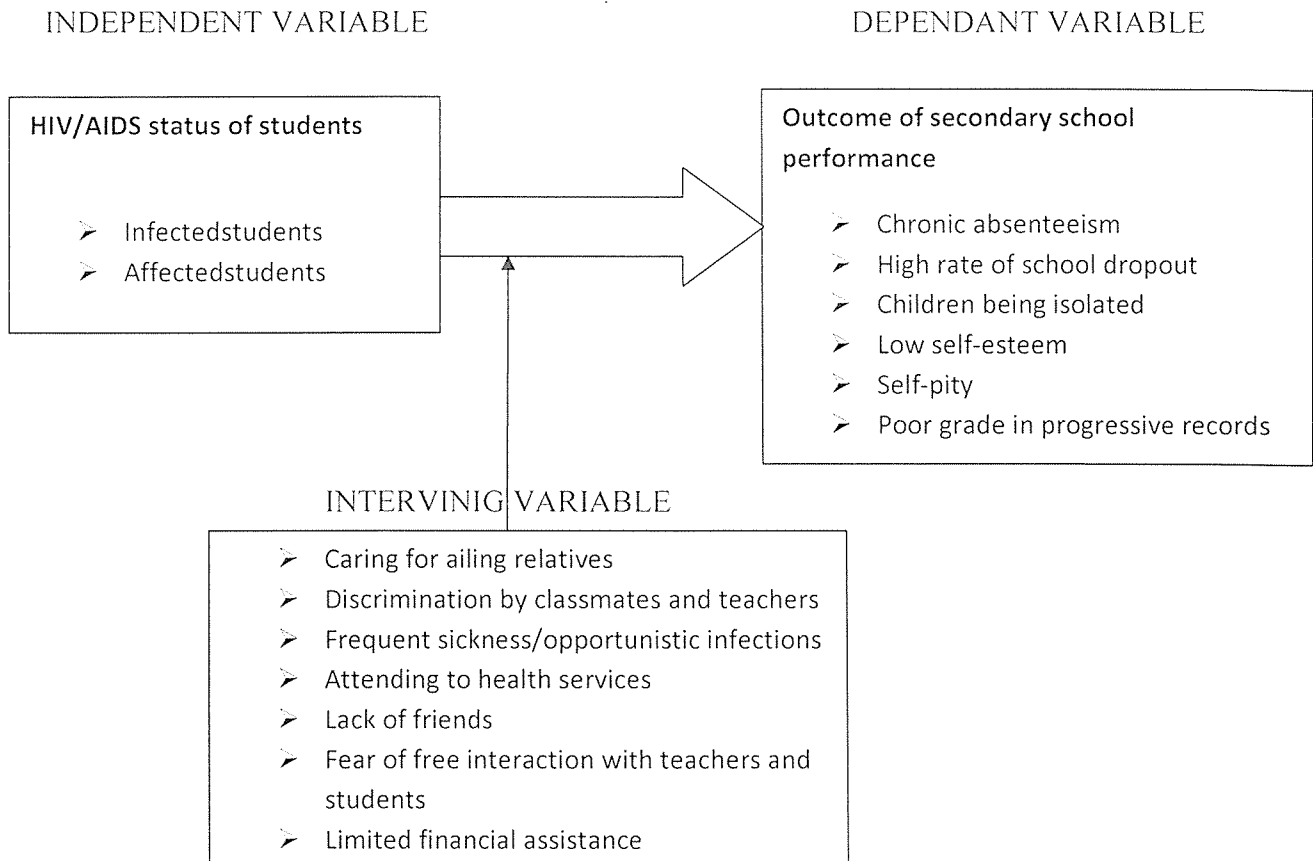 INDEPENDENT VARIABLE
DEPENDANT VARIABLE
HIV/AIDS status of students
➤ Infectedstudents
➤ Affectedstudents
Outcome of secondary school
performance
➤ Chronic absenteeism
➤ High rate of school dropout
➤ Children being isolated
➤ Low self-esteem
➤ Self-pity
➤ Poor grade in progressive records
INTERVINIG VARIABLE
➤ Caring for ailing relatives
➤ Discrimination by classmates and teachers
➤ Frequent sickness/opportunistic infections
➤ Attending to health services
➤ Lack of friends
➤ Fear of free interaction with teachers and
students
➤ Limited financial assistance